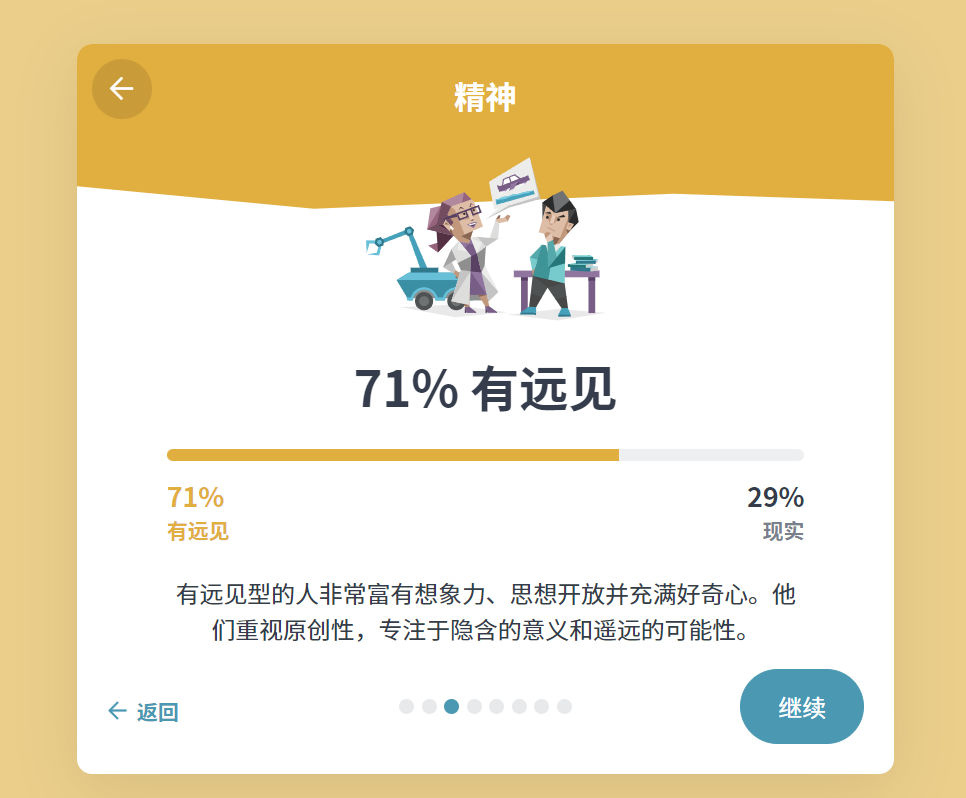 精神
71% 有远见
71%
29%
有远见
现实
有远见型的人非常富有想象力、思想开放并充满好奇心。他
们重视原创性，专注于隐含的意义和遥远的可能性。
返回
继续